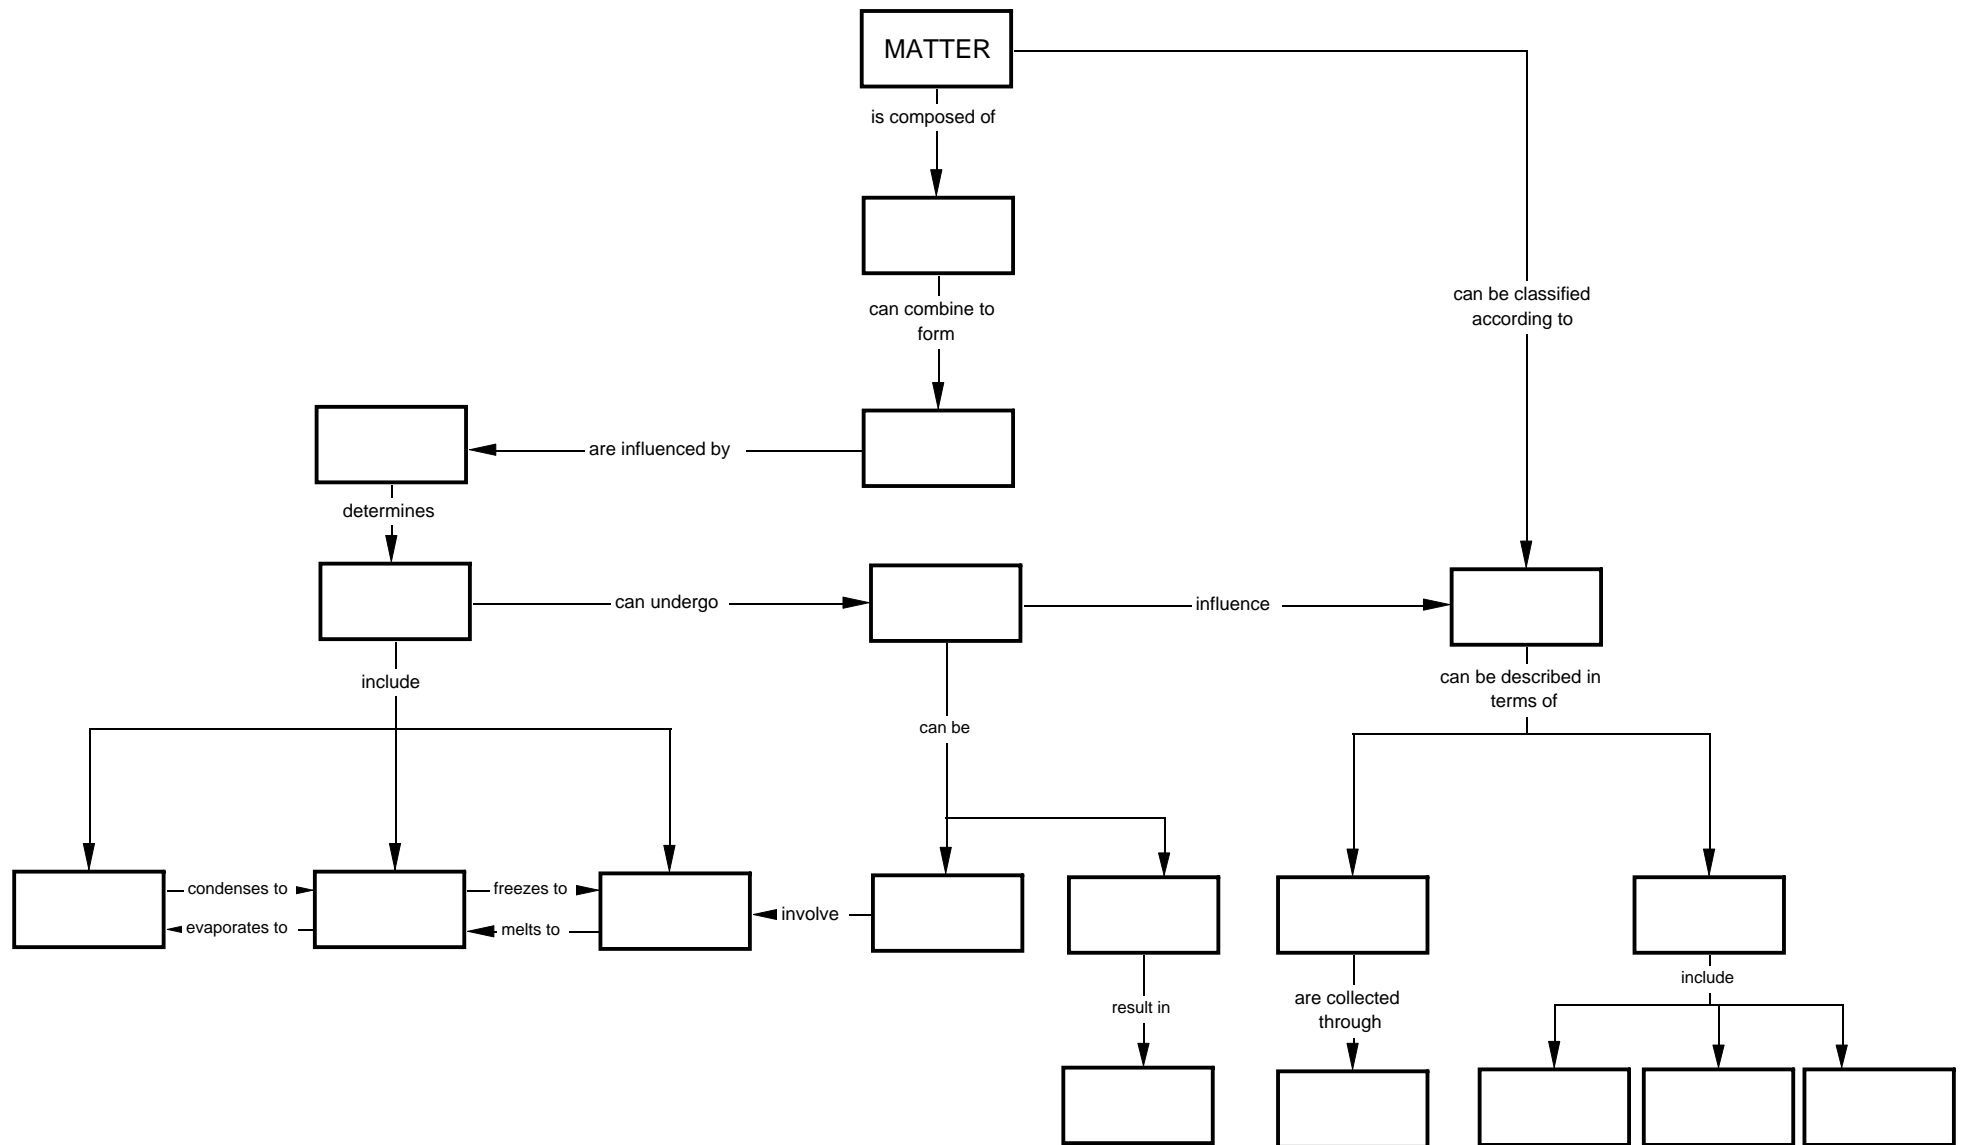 MATTER
is composed of
can combine to
form
can be classified
according to
are influenced by
determines
can undergo
influence
include
can be
can be described in
terms of
condenses to
freezes to
evaporates to
melts to
involve
include
result in
are collected
through